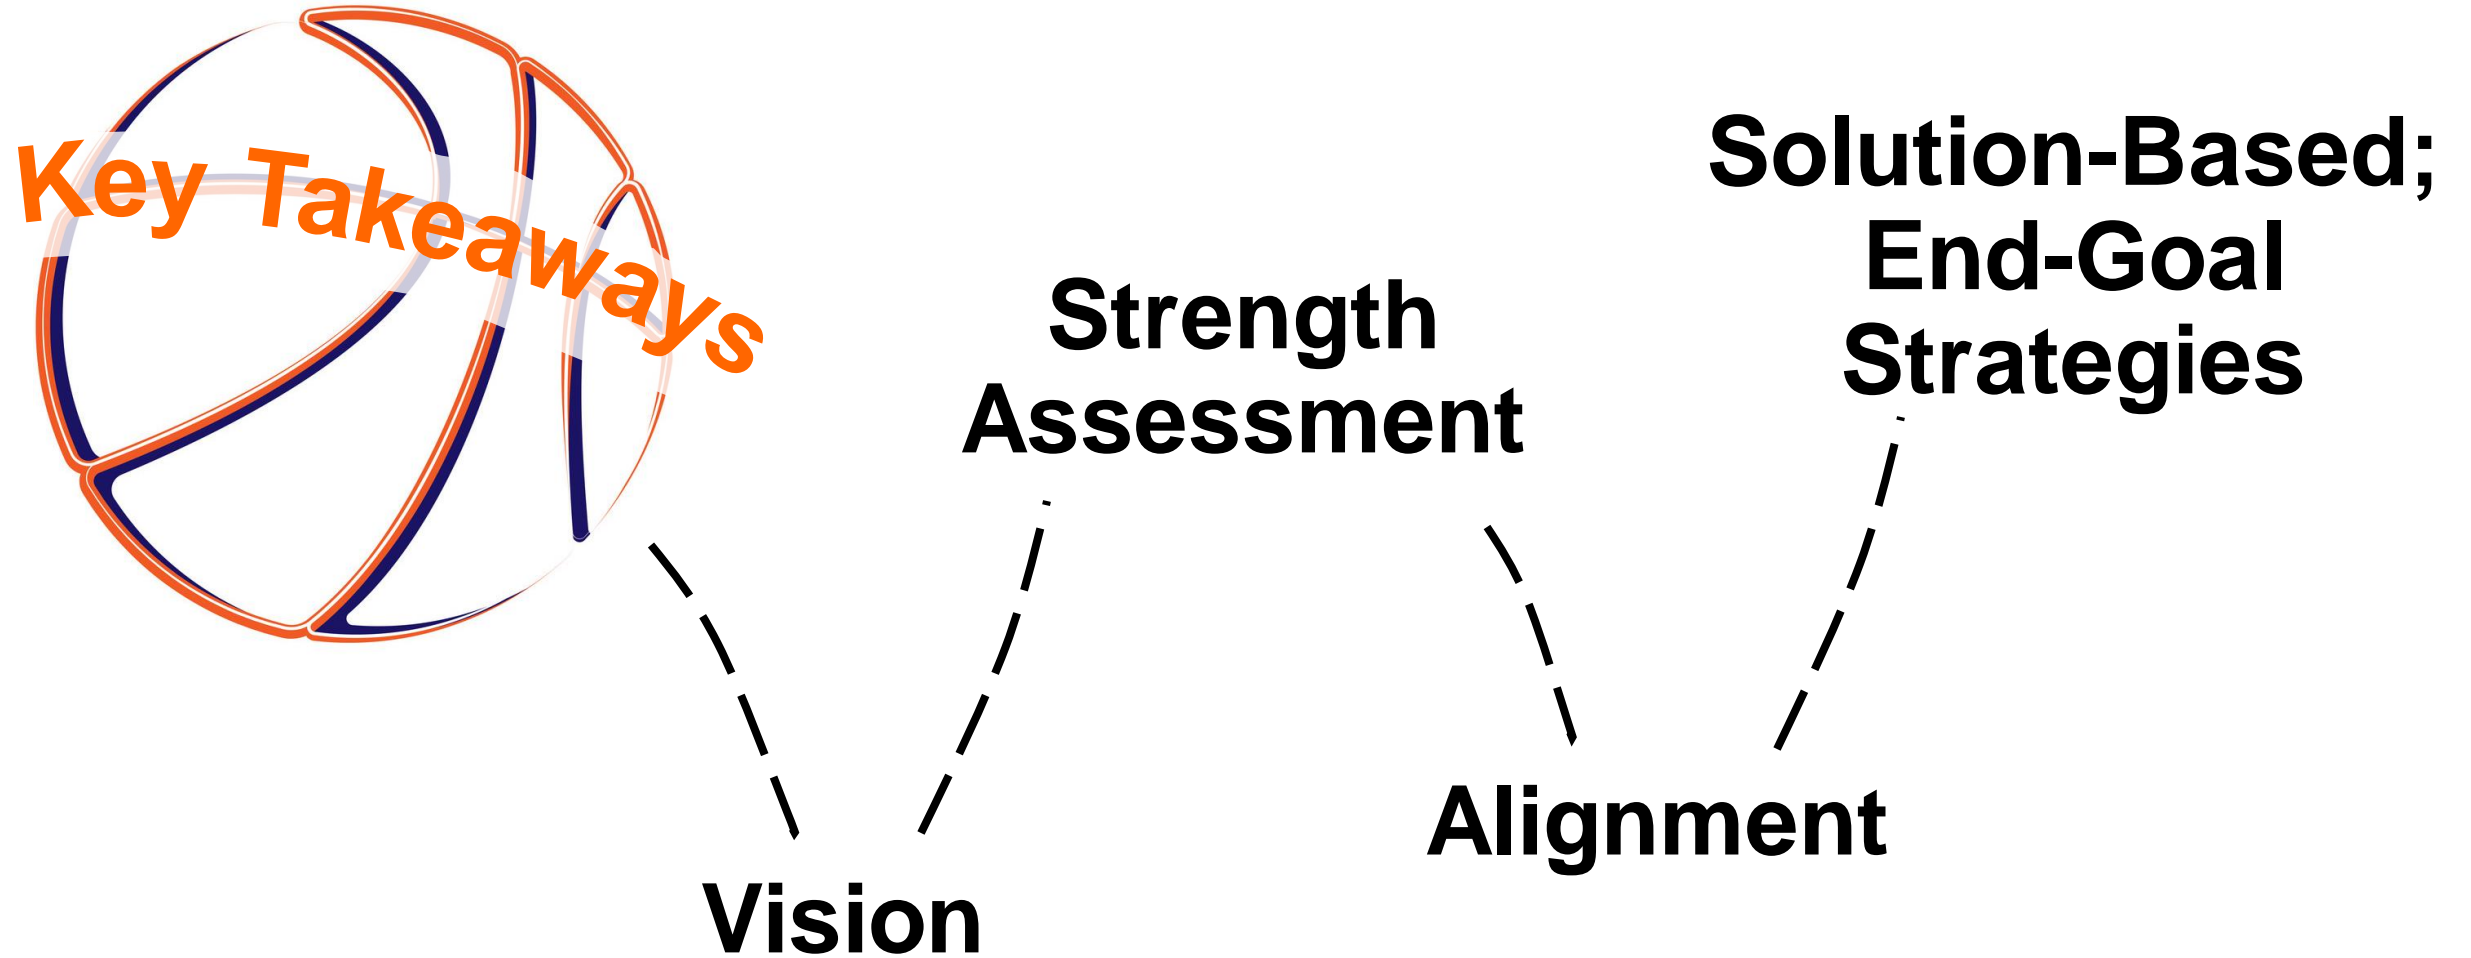 Key Takeaways
Vision
Strength
Assessment
Alignment
Solution-Based;
End-Goal
Strategies